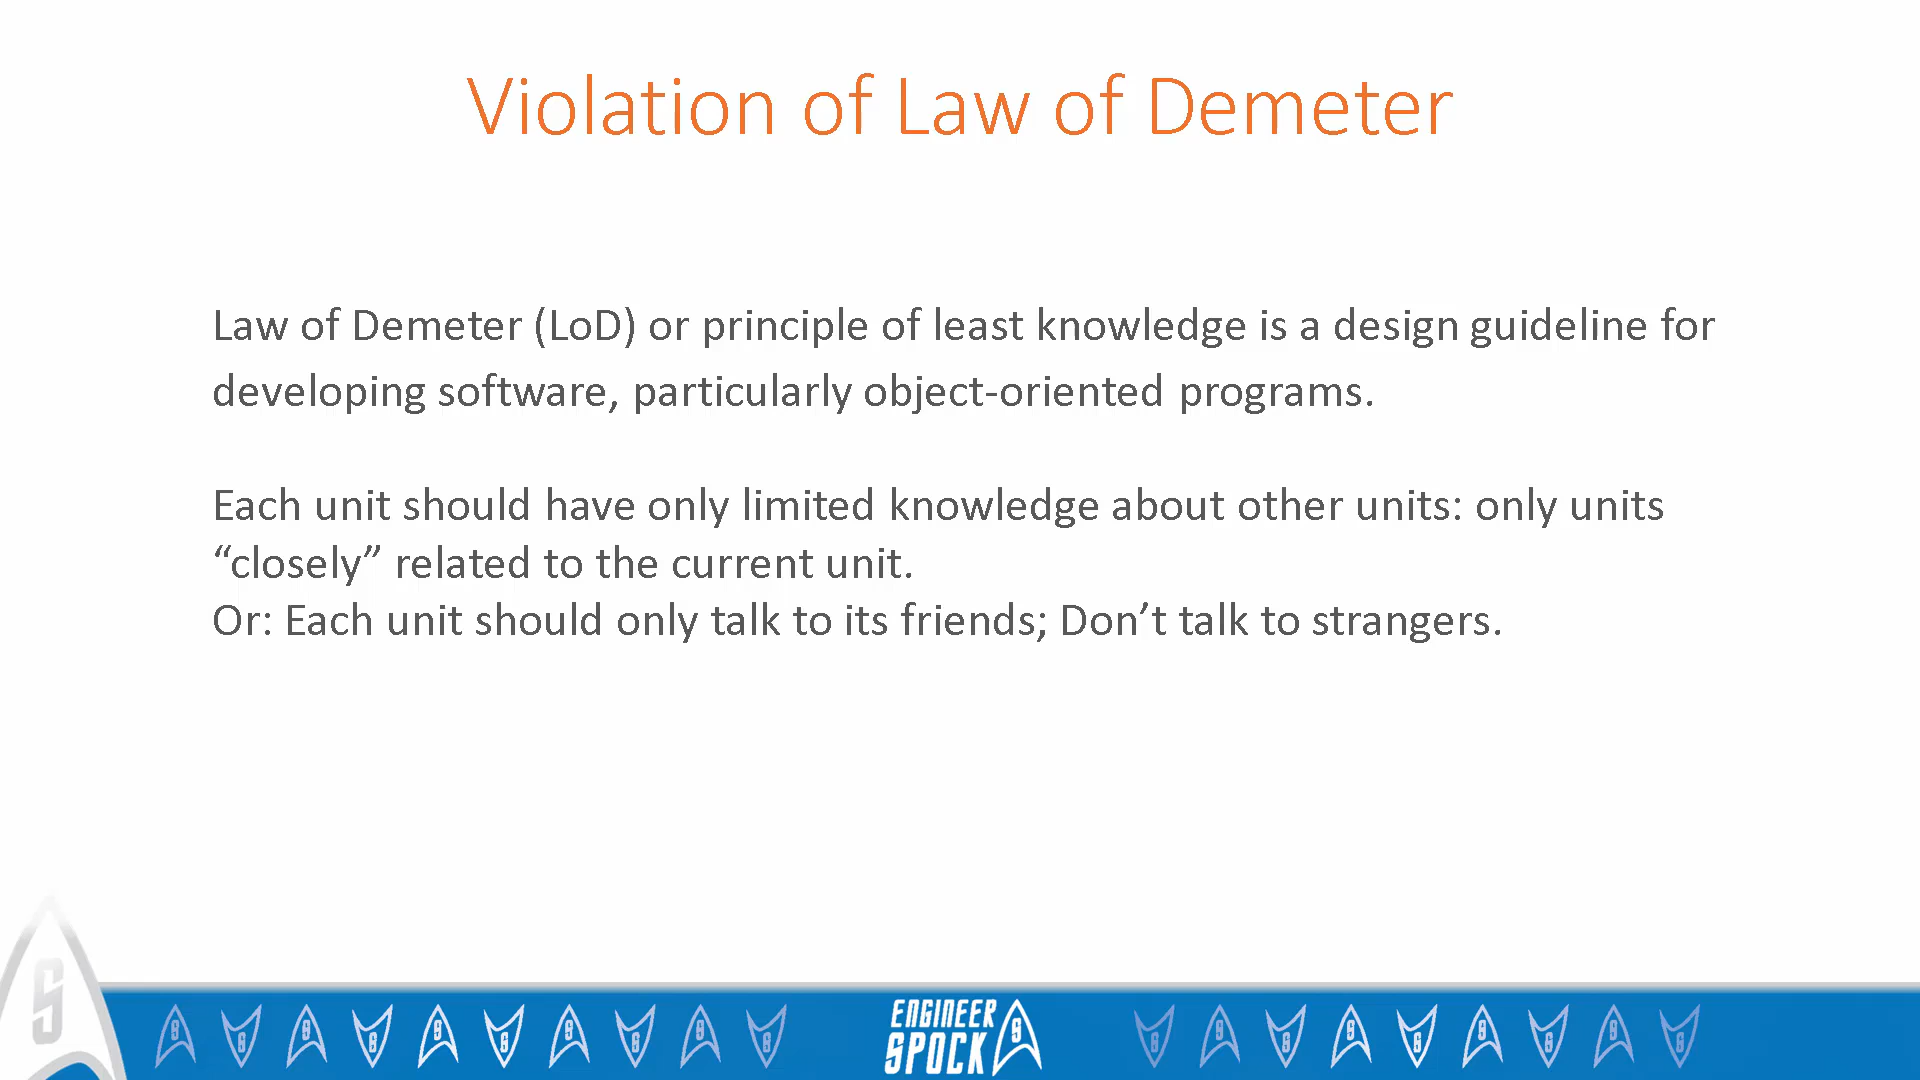 Violation of Law of Demeter
Law of Demeter (LoD) or principle of least knowledge is a design guideline for
developing software, particularly object-oriented programs.
Each unit should have only limited knowledge about other units: only units
“closely” related to the current unit.
Or: Each unit should only talk to its friends; Don’t talk to strangers.
ENGINEER
SPOCK